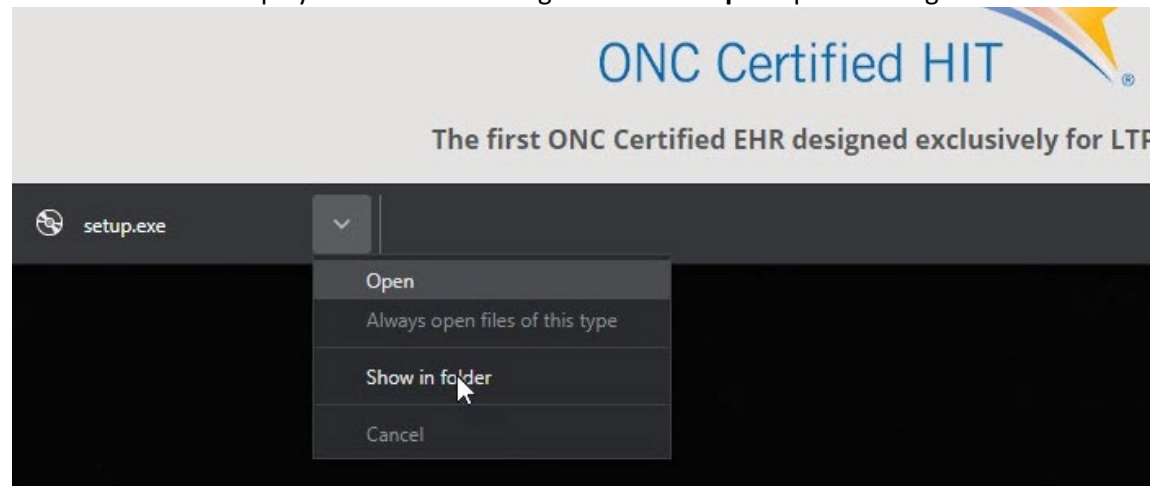 ONC Certified HIT ®
The first ONC Certified EHR designed exclusively for
setup.exe
Open
Always open files of this type
Show in folder
Cancel